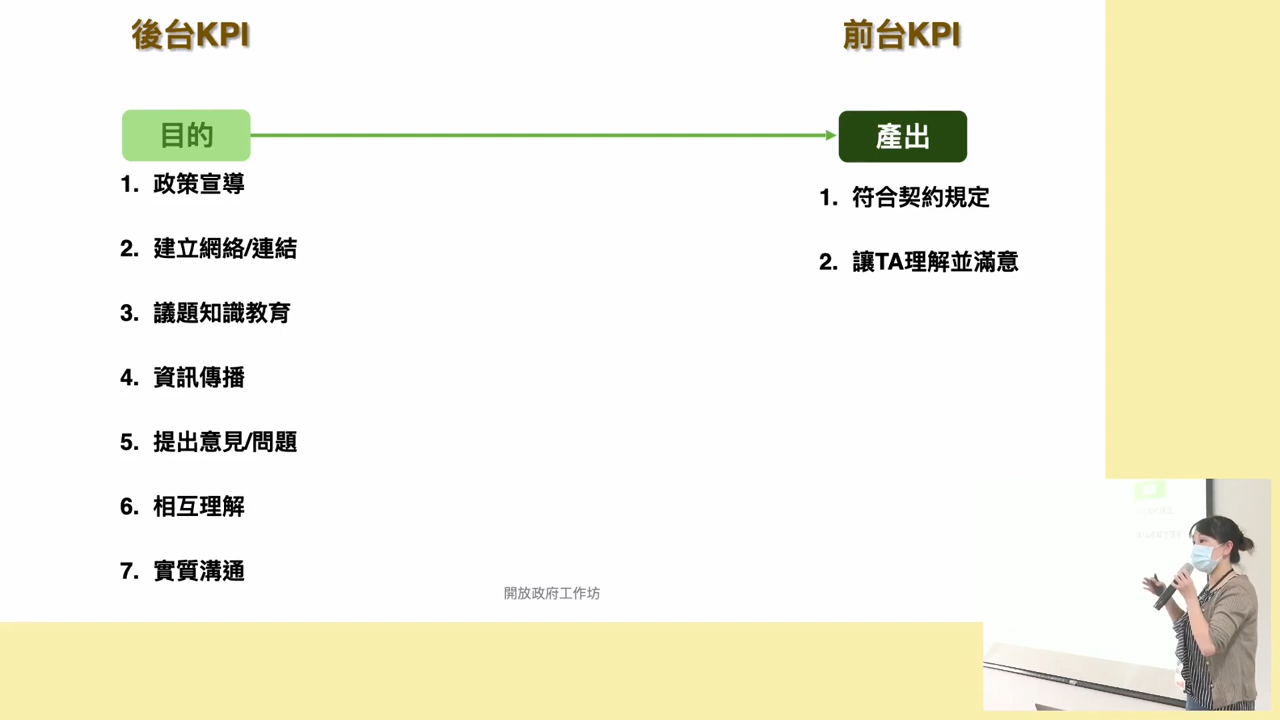 後台KPI
前台KPI
目的
產出
1. 政策宣導
2. 建立網絡/連結
3. 議題知識教育
4. 資訊傳播
5. 提出意見/問題
6. 相互理解
7. 實質溝通
1. 符合契約規定
2. 讓TA理解並滿意
開放政府工作坊